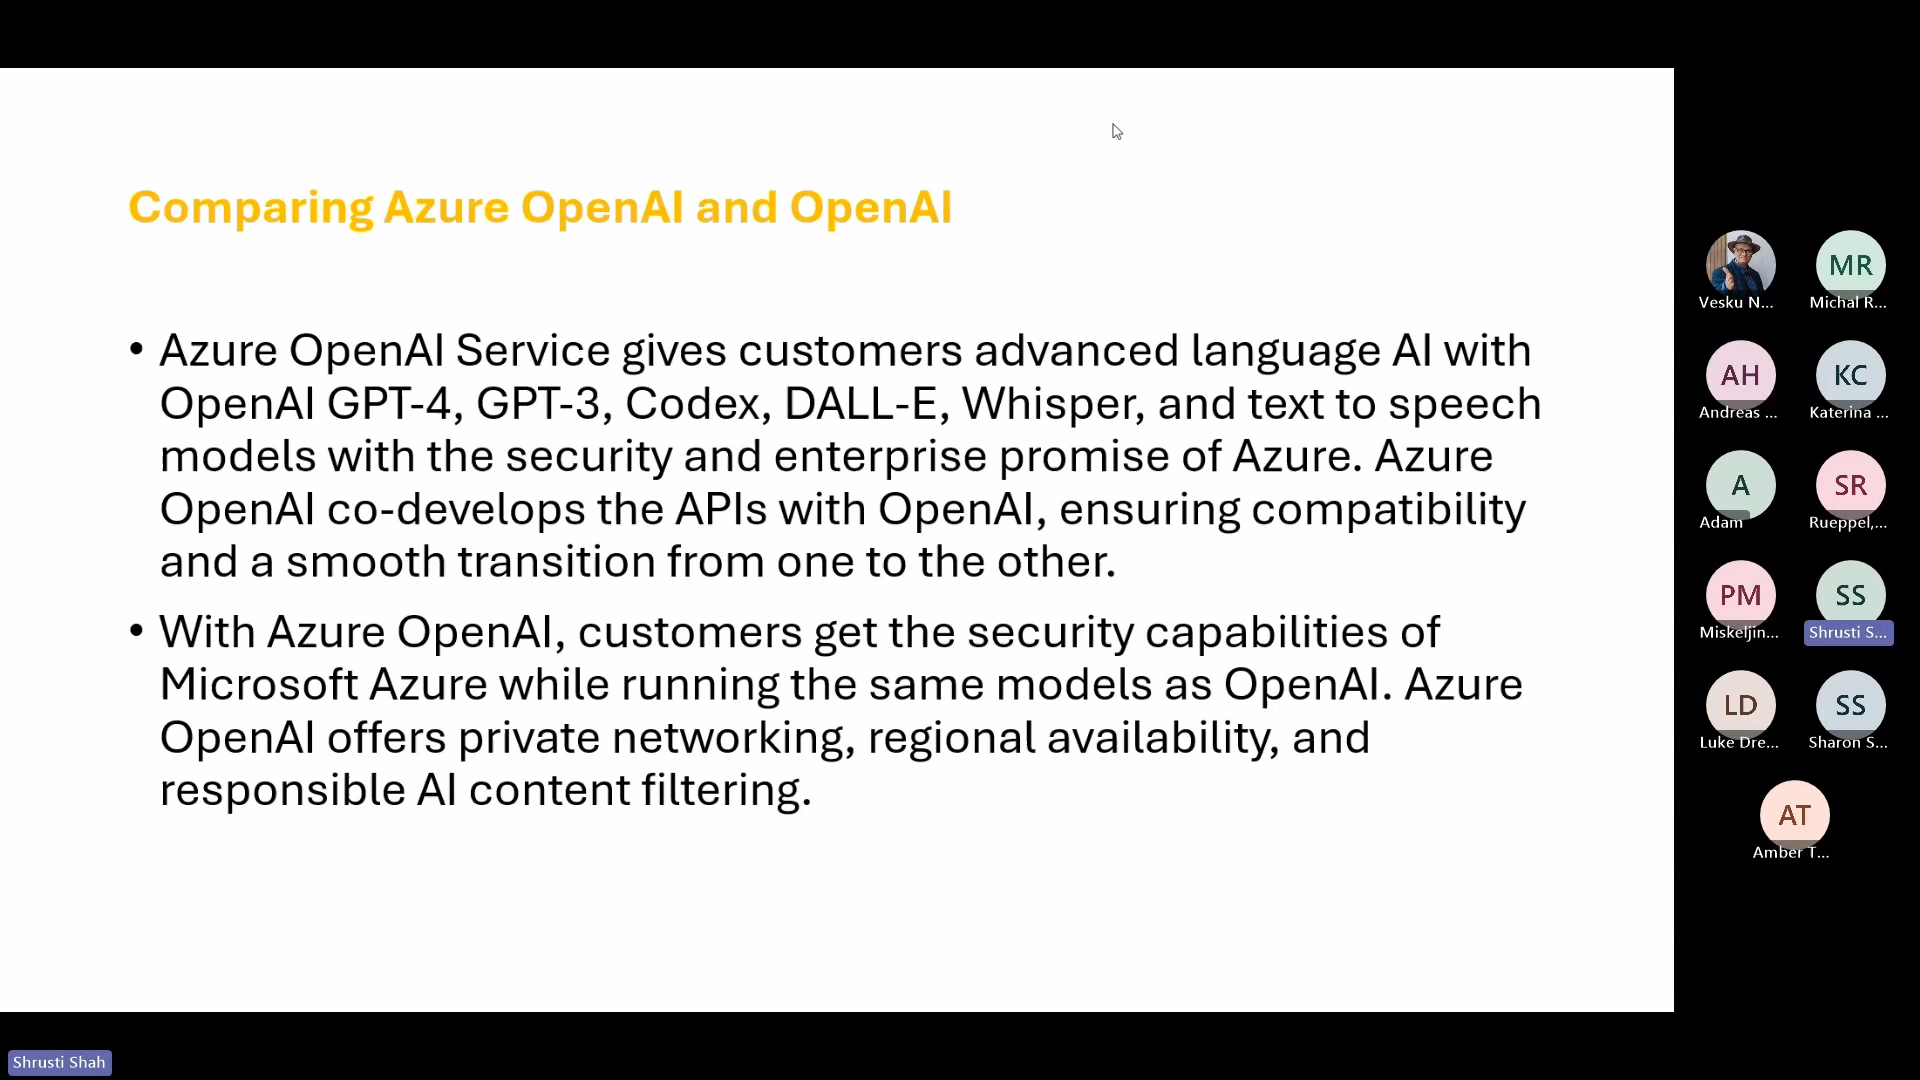 Comparing Azure OpenAI and OpenAI
• Azure OpenAI Service gives customers advanced language AI with
OpenAI GPT-4, GPT-3, Codex, DALL-E, Whisper, and text to speech
models with the security and enterprise promise of Azure. Azure
OpenAI co-develops the APIs with OpenAI, ensuring compatibility
and a smooth transition from one to the other.
• With Azure OpenAI, customers get the security capabilities of
Microsoft Azure while running the same models as OpenAI. Azure
OpenAI offers private networking, regional availability, and
responsible AI content filtering.
MR
Vesku N...
Michal R...
AH
KC
Andreas ...
Katerina ...
A
SR
Adam
Rueppel,...
PM
SS
Miskeljin...
Shrusti S...
LD
SS
Luke Dre...
Sharon S...
AT
Amber T...
Shrusti Shah